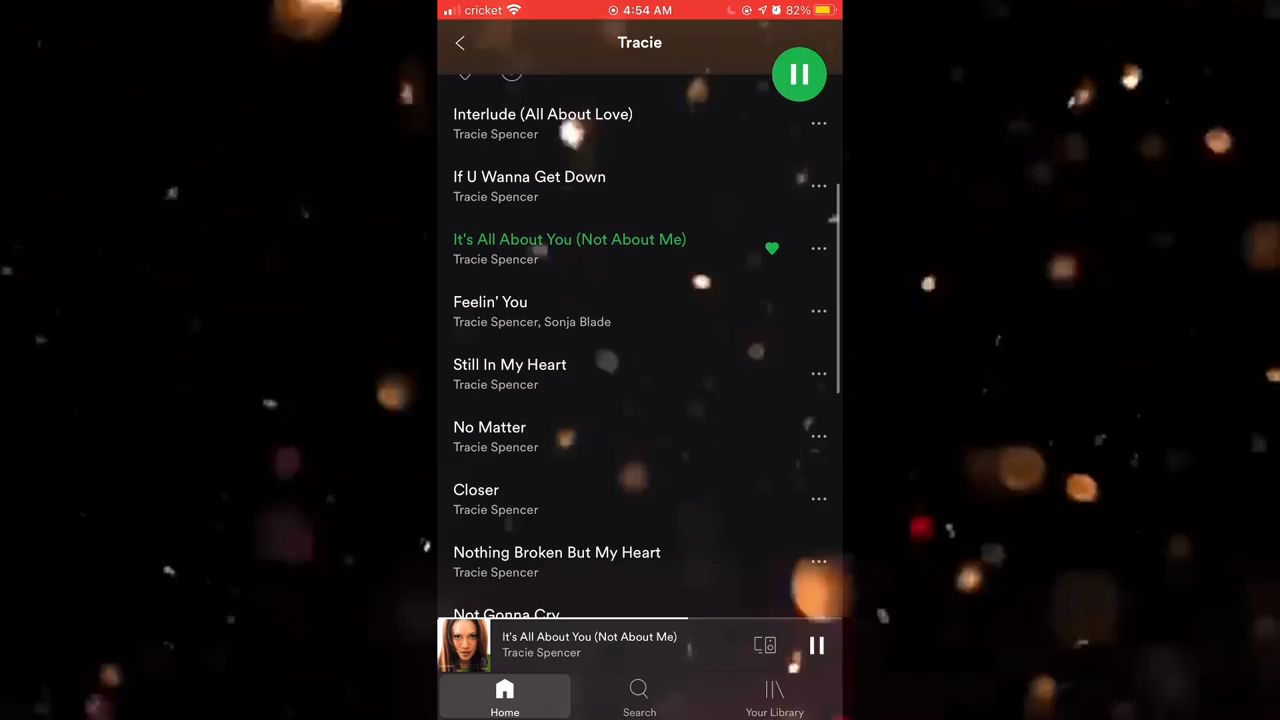 cricket 4:54 AM 82%
Tracie
Interlude (All About Love)
Tracie Spencer
If U Wanna Get Down
Tracie Spencer
It's All About You (Not About Me)
Tracie Spencer
Feelin' You
Tracie Spencer, Sonja Blade
Still In My Heart
Tracie Spencer
No Matter
Tracie Spencer
Closer
Tracie Spencer
Nothing Broken But My Heart
Tracie Spencer
Not Gonna Cry
It's All About You (Not About Me)
Tracie Spencer
Home Search Your Library